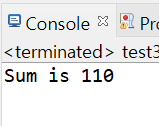 Console Pro
<terminated> test3
Sum is 110